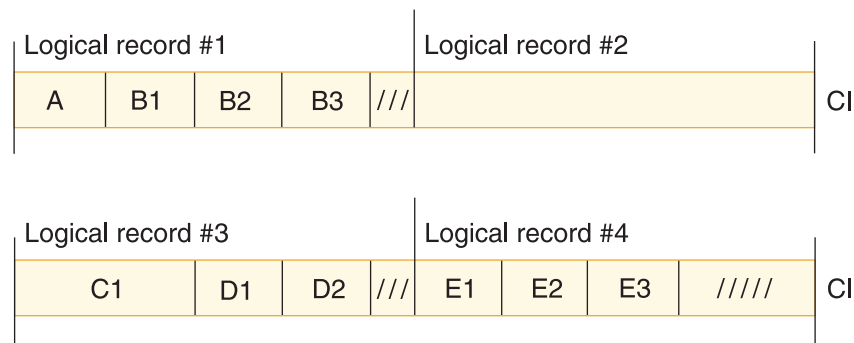 Logical record #1 Logical record #2
A B1 B2 B3 /// CI
Logical record #3 Logical record #4
C1 D1 D2 /// E1 E2 E3 ///// CI